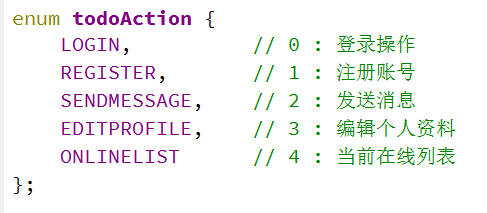 enum todoAction {
    LOGIN,          // 0 : 登录操作
    REGISTER,       // 1 : 注册账号
    SENDMESSAGE,    // 2 : 发送消息
    EDITPROFILE,    // 3 : 编辑个人资料
    ONLINELIST      // 4 : 当前在线列表
};